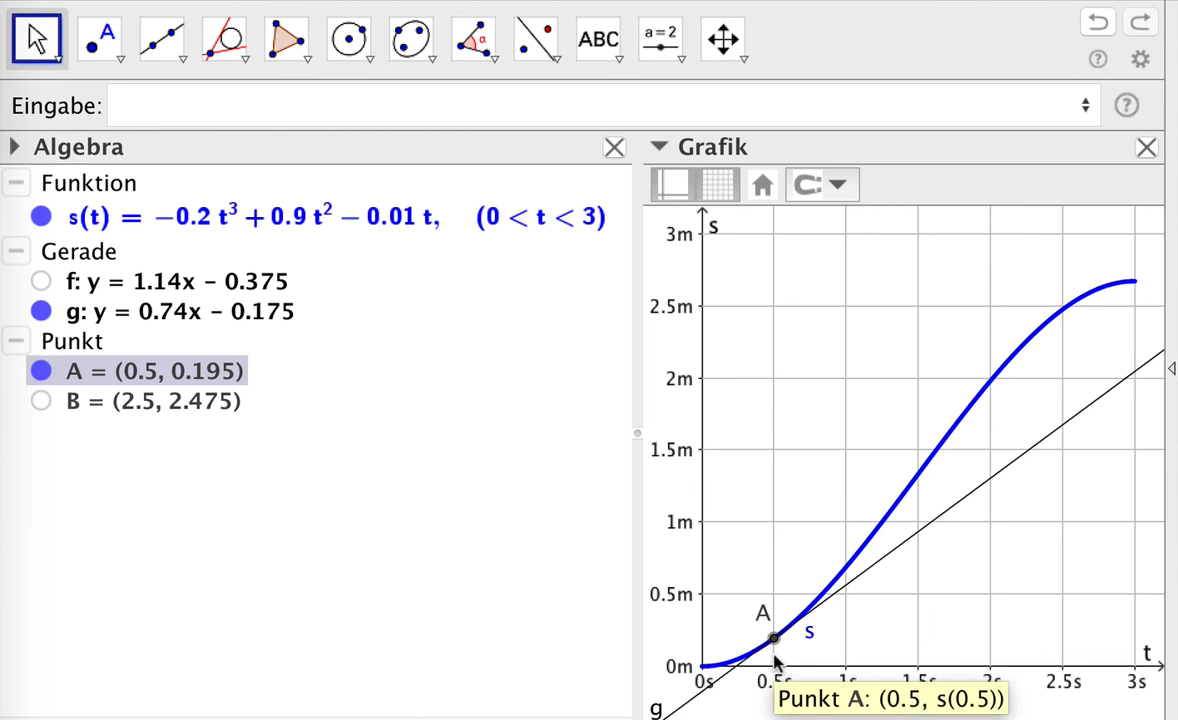 A
α
ABC
a=2
Eingabe:
Algebra
Grafik
Funktion
s(t) = −0.2 t³ + 0.9 t² − 0.01 t, (0 < t < 3)
Gerade
f: y = 1.14x − 0.375
g: y = 0.74x − 0.175
Punkt
A = (0.5, 0.195)
B = (2.5, 2.475)
s
3m
2.5m
2m
1.5m
1m
0.5m
A
s
0m
t
0s 0.5s 1s 1.5s 2s 2.5s 3s
Punkt A: (0.5, s(0.5))
g